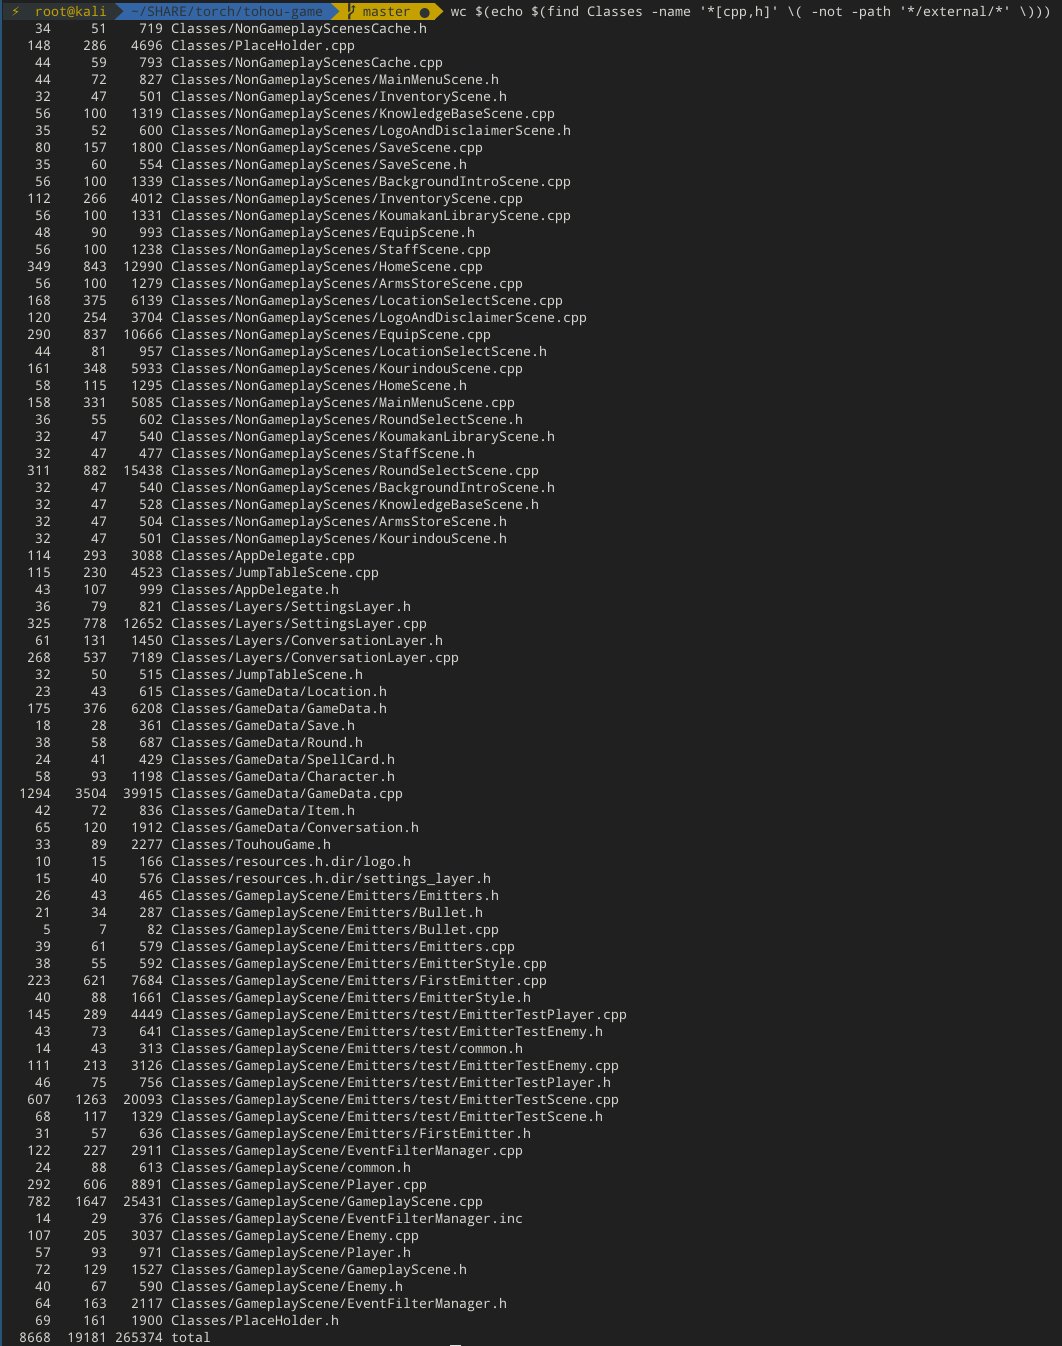 ⚡ root@kali ~/SHARE/torch/tohou-game master ● wc $(echo $(find Classes -name '*[cpp,h]' \( -not -path '*/external/*' \)))
34 51 719 Classes/NonGameplayScenesCache.h
148 286 4696 Classes/PlaceHolder.cpp
44 59 793 Classes/NonGameplayScenesCache.cpp
44 72 827 Classes/NonGameplayScenes/MainMenuScene.h
32 47 501 Classes/NonGameplayScenes/InventoryScene.h
56 100 1319 Classes/NonGameplayScenes/KnowledgeBaseScene.cpp
35 52 600 Classes/NonGameplayScenes/LogoAndDisclaimerScene.h
80 157 1800 Classes/NonGameplayScenes/SaveScene.cpp
35 60 554 Classes/NonGameplayScenes/SaveScene.h
56 100 1339 Classes/NonGameplayScenes/BackgroundIntroScene.cpp
112 266 4012 Classes/NonGameplayScenes/InventoryScene.cpp
56 100 1331 Classes/NonGameplayScenes/KoumakanLibraryScene.cpp
48 90 993 Classes/NonGameplayScenes/EquipScene.h
56 100 1238 Classes/NonGameplayScenes/StaffScene.cpp
349 843 12990 Classes/NonGameplayScenes/HomeScene.cpp
56 100 1279 Classes/NonGameplayScenes/ArmsStoreScene.cpp
168 375 6139 Classes/NonGameplayScenes/LocationSelectScene.cpp
120 254 3704 Classes/NonGameplayScenes/LogoAndDisclaimerScene.cpp
290 837 10666 Classes/NonGameplayScenes/EquipScene.cpp
44 81 957 Classes/NonGameplayScenes/LocationSelectScene.h
161 348 5933 Classes/NonGameplayScenes/KourindouScene.cpp
58 115 1295 Classes/NonGameplayScenes/HomeScene.h
158 331 5085 Classes/NonGameplayScenes/MainMenuScene.cpp
36 55 602 Classes/NonGameplayScenes/RoundSelectScene.h
32 47 540 Classes/NonGameplayScenes/KoumakanLibraryScene.h
32 47 477 Classes/NonGameplayScenes/StaffScene.h
311 882 15438 Classes/NonGameplayScenes/RoundSelectScene.cpp
32 47 540 Classes/NonGameplayScenes/BackgroundIntroScene.h
32 47 528 Classes/NonGameplayScenes/KnowledgeBaseScene.h
32 47 504 Classes/NonGameplayScenes/ArmsStoreScene.h
32 47 501 Classes/NonGameplayScenes/KourindouScene.h
114 293 3088 Classes/AppDelegate.cpp
115 230 4523 Classes/JumpTableScene.cpp
43 107 999 Classes/AppDelegate.h
36 79 821 Classes/Layers/SettingsLayer.h
325 778 12652 Classes/Layers/SettingsLayer.cpp
61 131 1450 Classes/Layers/ConversationLayer.h
268 537 7189 Classes/Layers/ConversationLayer.cpp
32 50 515 Classes/JumpTableScene.h
23 43 615 Classes/GameData/Location.h
175 376 6208 Classes/GameData/GameData.h
18 28 361 Classes/GameData/Save.h
38 58 687 Classes/GameData/Round.h
24 41 429 Classes/GameData/SpellCard.h
58 93 1198 Classes/GameData/Character.h
1294 3504 39915 Classes/GameData/GameData.cpp
42 72 836 Classes/GameData/Item.h
65 120 1912 Classes/GameData/Conversation.h
33 89 2277 Classes/TouhouGame.h
10 15 166 Classes/resources.h.dir/logo.h
15 40 576 Classes/resources.h.dir/settings_layer.h
26 43 465 Classes/GameplayScene/Emitters/Emitters.h
21 34 287 Classes/GameplayScene/Emitters/Bullet.h
5 7 82 Classes/GameplayScene/Emitters/Bullet.cpp
39 61 579 Classes/GameplayScene/Emitters/Emitters.cpp
38 55 592 Classes/GameplayScene/Emitters/EmitterStyle.cpp
223 621 7684 Classes/GameplayScene/Emitters/FirstEmitter.cpp
40 88 1661 Classes/GameplayScene/Emitters/EmitterStyle.h
145 289 4449 Classes/GameplayScene/Emitters/test/EmitterTestPlayer.cpp
43 73 641 Classes/GameplayScene/Emitters/test/EmitterTestEnemy.h
14 43 313 Classes/GameplayScene/Emitters/test/common.h
111 213 3126 Classes/GameplayScene/Emitters/test/EmitterTestEnemy.cpp
46 75 756 Classes/GameplayScene/Emitters/test/EmitterTestPlayer.h
607 1263 20093 Classes/GameplayScene/Emitters/test/EmitterTestScene.cpp
68 117 1329 Classes/GameplayScene/Emitters/test/EmitterTestScene.h
31 57 636 Classes/GameplayScene/Emitters/FirstEmitter.h
122 227 2911 Classes/GameplayScene/EventFilterManager.cpp
24 88 613 Classes/GameplayScene/common.h
292 606 8891 Classes/GameplayScene/Player.cpp
782 1647 25431 Classes/GameplayScene/GameplayScene.cpp
14 29 376 Classes/GameplayScene/EventFilterManager.inc
107 205 3037 Classes/GameplayScene/Enemy.cpp
57 93 971 Classes/GameplayScene/Player.h
72 129 1527 Classes/GameplayScene/GameplayScene.h
40 67 590 Classes/GameplayScene/Enemy.h
64 163 2117 Classes/GameplayScene/EventFilterManager.h
69 161 1900 Classes/PlaceHolder.h
8668 19181 265374 total